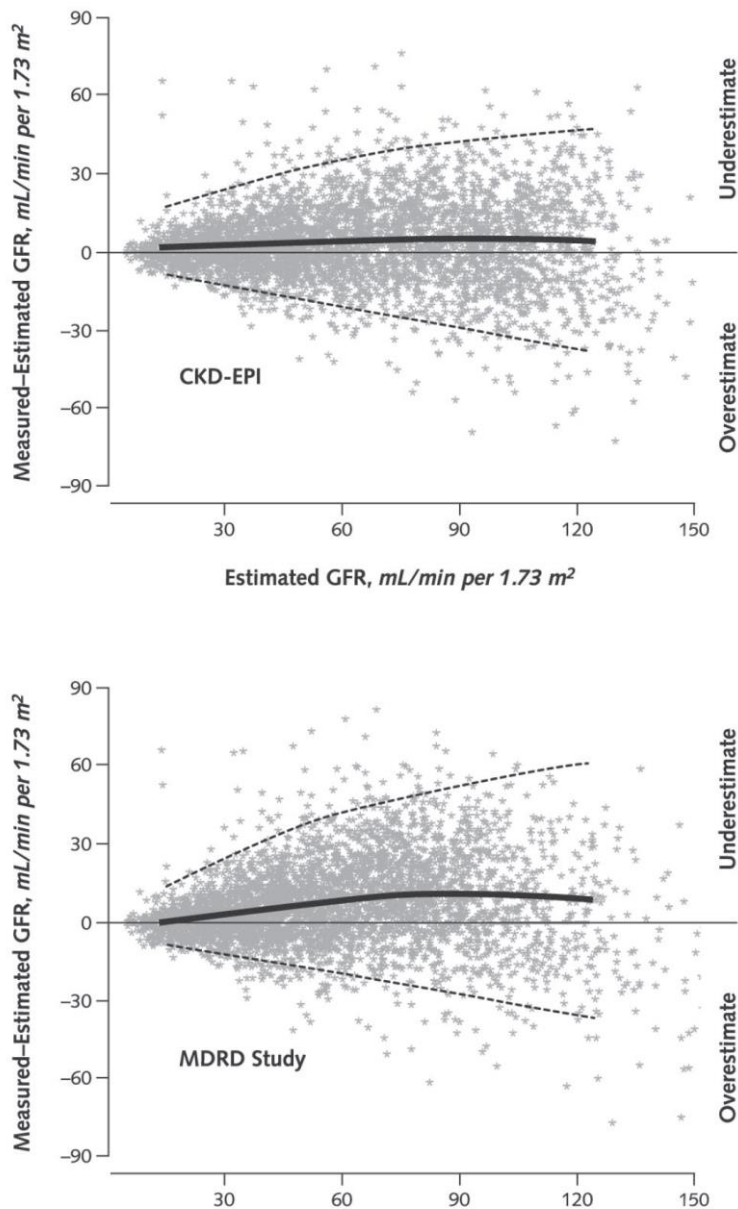 90
60
30
0
–30
–60
–90
Measured–Estimated GFR, mL/min per 1.73 m²
Underestimate
Overestimate
CKD-EPI
30 60 90 120 150
Estimated GFR, mL/min per 1.73 m²
90
60
30
0
–30
–60
–90
Measured–Estimated GFR, mL/min per 1.73 m²
Underestimate
Overestimate
MDRD Study
30 60 90 120 150